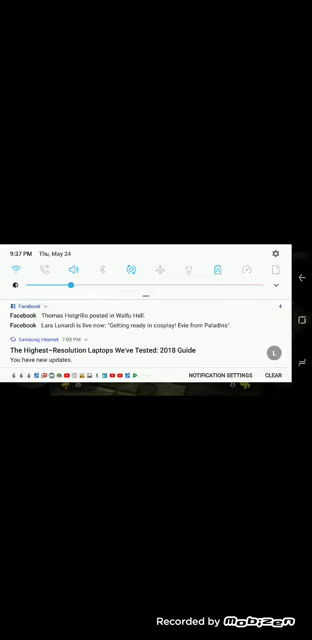 9:37 PM Thu, May 24
Facebook
4
Facebook Thomas Hotgrillo posted in Waifu Hell.
Facebook Lara Lunardi is live now: "Getting ready in cosplay! Evie from Paladins".
Samsung Internet 7:03 PM
The Highest-Resolution Laptops We've Tested: 2018 Guide
L
You have new updates.
NOTIFICATION SETTINGS CLEAR
Recorded by mobizen